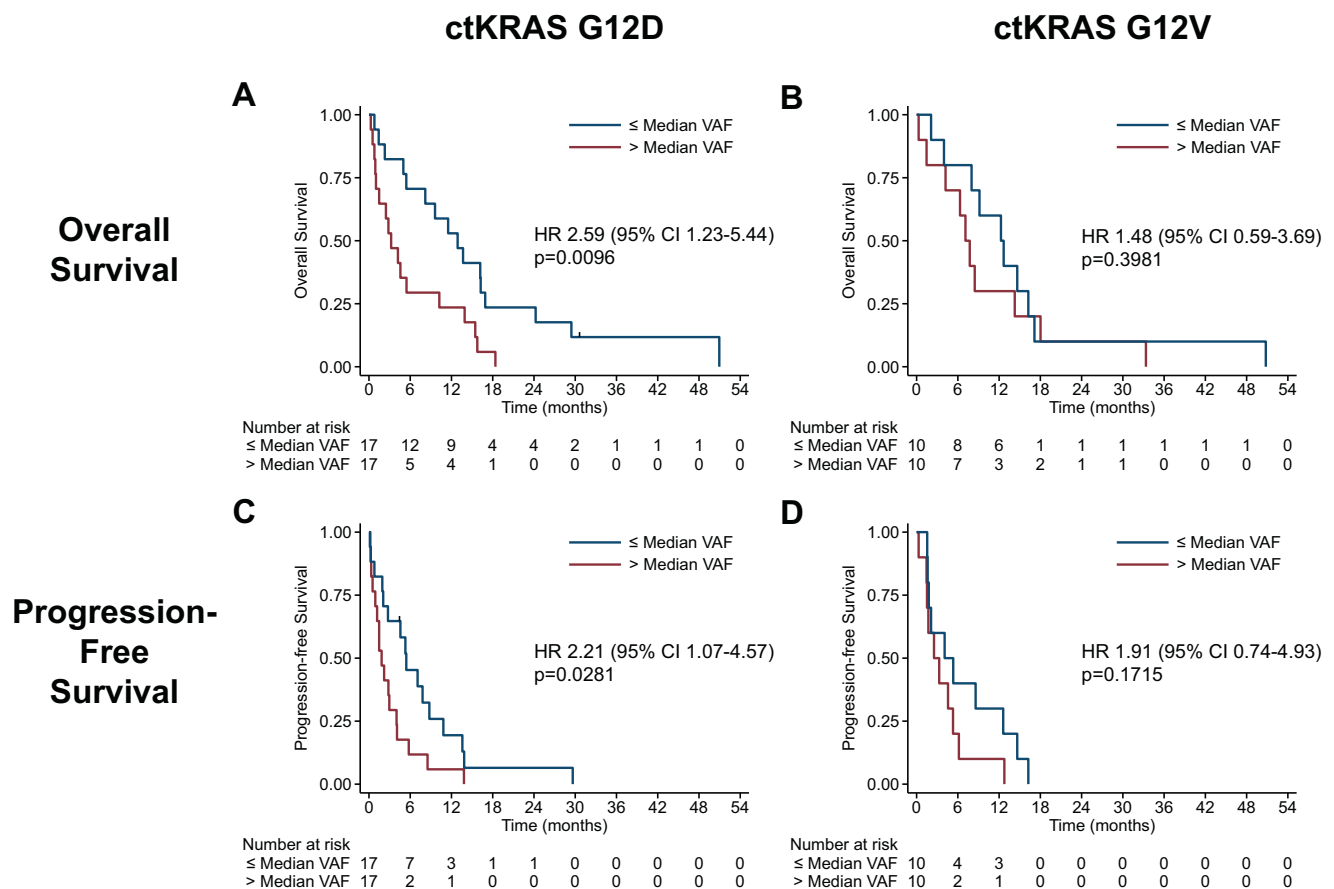 ctKRAS G12D
ctKRAS G12V
Overall
Survival
A
1.00
0.75
0.50
0.25
0.00
Overall Survival
≤ Median VAF
> Median VAF
HR 2.59 (95% CI 1.23-5.44)
p=0.0096
0 6 12 18 24 30 36 42 48 54
Time (months)
Number at risk
≤ Median VAF 17 12 9 4 4 2 1 1 1 0
> Median VAF 17 5 4 1 0 0 0 0 0 0
B
1.00
0.75
0.50
0.25
0.00
Overall Survival
≤ Median VAF
> Median VAF
HR 1.48 (95% CI 0.59-3.69)
p=0.3981
0 6 12 18 24 30 36 42 48 54
Time (months)
Number at risk
≤ Median VAF 10 8 6 1 1 1 1 1 1 0
> Median VAF 10 7 3 2 1 1 0 0 0 0
Progression-
Free
Survival
C
1.00
0.75
0.50
0.25
0.00
Progression-free Survival
≤ Median VAF
> Median VAF
HR 2.21 (95% CI 1.07-4.57)
p=0.0281
0 6 12 18 24 30 36 42 48 54
Time (months)
Number at risk
≤ Median VAF 17 7 3 1 1 0 0 0 0 0
> Median VAF 17 2 1 0 0 0 0 0 0 0
D
1.00
0.75
0.50
0.25
0.00
Progression-free Survival
≤ Median VAF
> Median VAF
HR 1.91 (95% CI 0.74-4.93)
p=0.1715
0 6 12 18 24 30 36 42 48 54
Time (months)
Number at risk
≤ Median VAF 10 4 3 0 0 0 0 0 0 0
> Median VAF 10 2 1 0 0 0 0 0 0 0